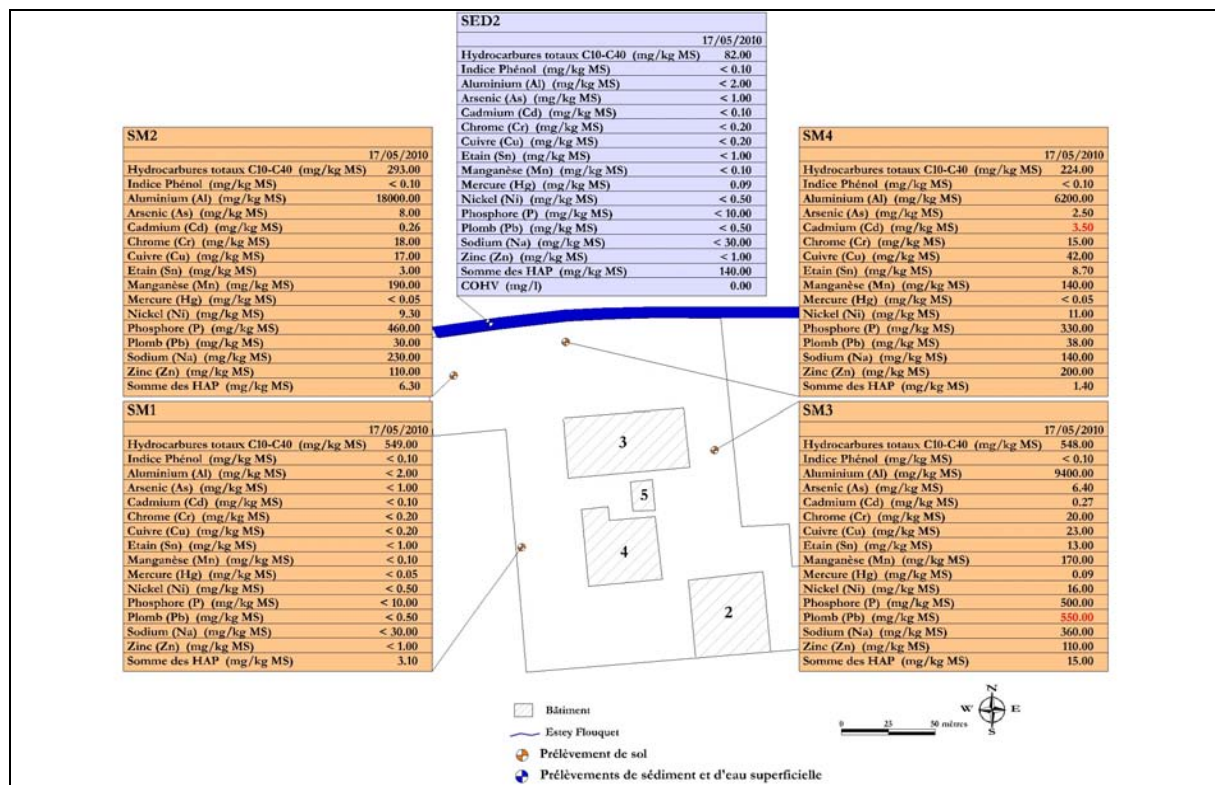 SED2
17/05/2010
Hydrocarbures totaux C10-C40 (mg/kg MS) 82.00
Indice Phénol (mg/kg MS) < 0.10
Aluminium (Al) (mg/kg MS) < 2.00
Arsenic (As) (mg/kg MS) < 1.00
Cadmium (Cd) (mg/kg MS) < 0.10
Chrome (Cr) (mg/kg MS) < 0.20
Cuivre (Cu) (mg/kg MS) < 0.20
Etain (Sn) (mg/kg MS) < 1.00
Manganèse (Mn) (mg/kg MS) < 0.10
Mercure (Hg) (mg/kg MS) 0.09
Nickel (Ni) (mg/kg MS) < 0.50
Phosphore (P) (mg/kg MS) < 10.00
Plomb (Pb) (mg/kg MS) < 0.50
Sodium (Na) (mg/kg MS) < 30.00
Zinc (Zn) (mg/kg MS) < 1.00
Somme des HAP (mg/kg MS) 140.00
COHV (mg/l) 0.00
SM2
17/05/2010
Hydrocarbures totaux C10-C40 (mg/kg MS) 293.00
Indice Phénol (mg/kg MS) < 0.10
Aluminium (Al) (mg/kg MS) 18000.00
Arsenic (As) (mg/kg MS) 8.00
Cadmium (Cd) (mg/kg MS) 0.26
Chrome (Cr) (mg/kg MS) 18.00
Cuivre (Cu) (mg/kg MS) 17.00
Etain (Sn) (mg/kg MS) 3.00
Manganèse (Mn) (mg/kg MS) 190.00
Mercure (Hg) (mg/kg MS) < 0.05
Nickel (Ni) (mg/kg MS) 9.30
Phosphore (P) (mg/kg MS) 460.00
Plomb (Pb) (mg/kg MS) 30.00
Sodium (Na) (mg/kg MS) 230.00
Zinc (Zn) (mg/kg MS) 110.00
Somme des HAP (mg/kg MS) 6.30
SM4
17/05/2010
Hydrocarbures totaux C10-C40 (mg/kg MS) 224.00
Indice Phénol (mg/kg MS) < 0.10
Aluminium (Al) (mg/kg MS) 6200.00
Arsenic (As) (mg/kg MS) 2.50
Cadmium (Cd) (mg/kg MS) 3.50
Chrome (Cr) (mg/kg MS) 15.00
Cuivre (Cu) (mg/kg MS) 42.00
Etain (Sn) (mg/kg MS) 8.70
Manganèse (Mn) (mg/kg MS) 140.00
Mercure (Hg) (mg/kg MS) < 0.05
Nickel (Ni) (mg/kg MS) 11.00
Phosphore (P) (mg/kg MS) 330.00
Plomb (Pb) (mg/kg MS) 38.00
Sodium (Na) (mg/kg MS) 140.00
Zinc (Zn) (mg/kg MS) 200.00
Somme des HAP (mg/kg MS) 1.40
SM1
17/05/2010
Hydrocarbures totaux C10-C40 (mg/kg MS) 549.00
Indice Phénol (mg/kg MS) < 0.10
Aluminium (Al) (mg/kg MS) < 2.00
Arsenic (As) (mg/kg MS) < 1.00
Cadmium (Cd) (mg/kg MS) < 0.10
Chrome (Cr) (mg/kg MS) < 0.20
Cuivre (Cu) (mg/kg MS) < 0.20
Etain (Sn) (mg/kg MS) < 1.00
Manganèse (Mn) (mg/kg MS) < 0.10
Mercure (Hg) (mg/kg MS) < 0.05
Nickel (Ni) (mg/kg MS) < 0.50
Phosphore (P) (mg/kg MS) < 10.00
Plomb (Pb) (mg/kg MS) < 0.50
Sodium (Na) (mg/kg MS) < 30.00
Zinc (Zn) (mg/kg MS) < 1.00
Somme des HAP (mg/kg MS) 3.10
SM3
17/05/2010
Hydrocarbures totaux C10-C40 (mg/kg MS) 548.00
Indice Phénol (mg/kg MS) < 0.10
Aluminium (Al) (mg/kg MS) 9400.00
Arsenic (As) (mg/kg MS) 6.40
Cadmium (Cd) (mg/kg MS) 0.27
Chrome (Cr) (mg/kg MS) 20.00
Cuivre (Cu) (mg/kg MS) 23.00
Etain (Sn) (mg/kg MS) 13.00
Manganèse (Mn) (mg/kg MS) 170.00
Mercure (Hg) (mg/kg MS) 0.09
Nickel (Ni) (mg/kg MS) 16.00
Phosphore (P) (mg/kg MS) 500.00
Plomb (Pb) (mg/kg MS) 550.00
Sodium (Na) (mg/kg MS) 360.00
Zinc (Zn) (mg/kg MS) 110.00
Somme des HAP (mg/kg MS) 15.00
3
5
4
2
Bâtiment
Estey Flouquet
Prélèvement de sol
Prélèvements de sédiment et d'eau superficielle
0 25 50 mètres
N
W E
S